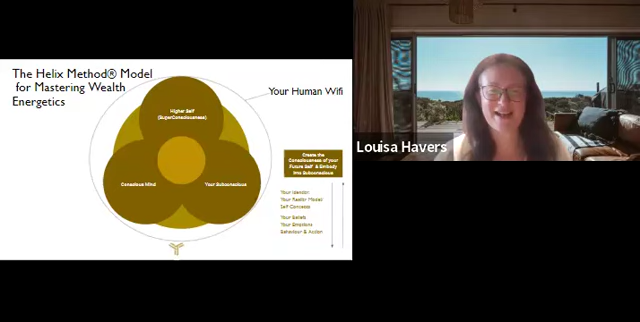 The Helix Method® Model
for Mastering Wealth
Energetics
Your Human Wifi
Higher Self
(SuperConsciousness)
Conscious Mind
Your Subconscious
Create the
Consciousness of your
Future Self & Embody
into Subconscious
Your Identity
Your Reality Model
Self Concepts
Your Beliefs
Your Emotions
Behaviour & Action
Louisa Havers